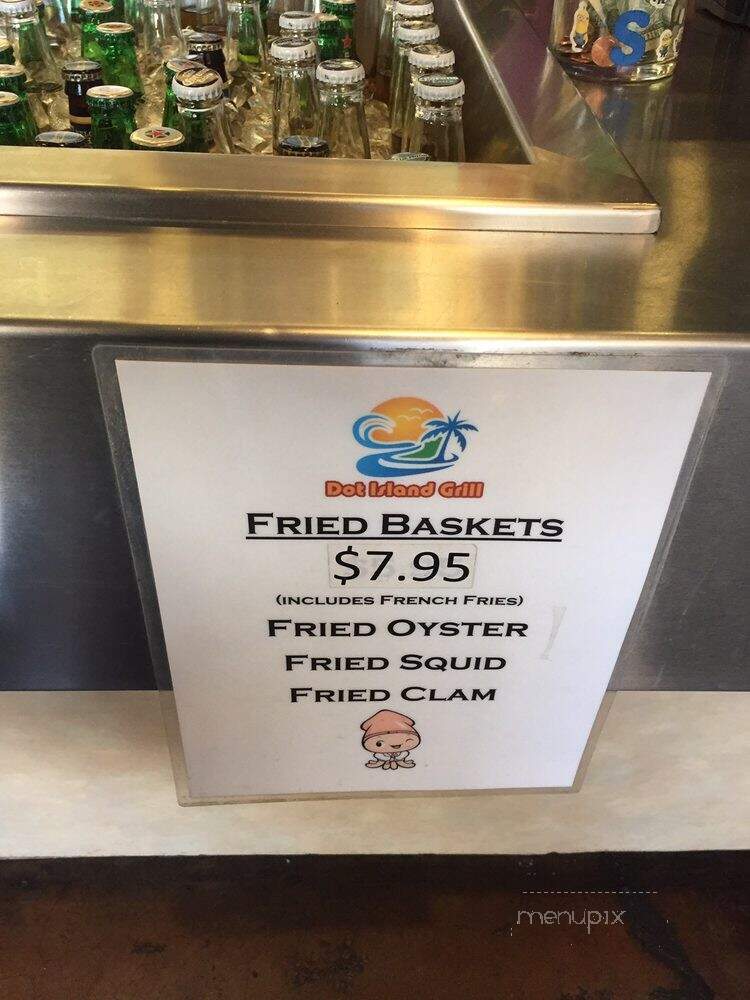 S
Dot Island Grill
FRIED BASKETS
$7.95
(INCLUDES FRENCH FRIES)
FRIED OYSTER
FRIED SQUID
FRIED CLAM
menupix